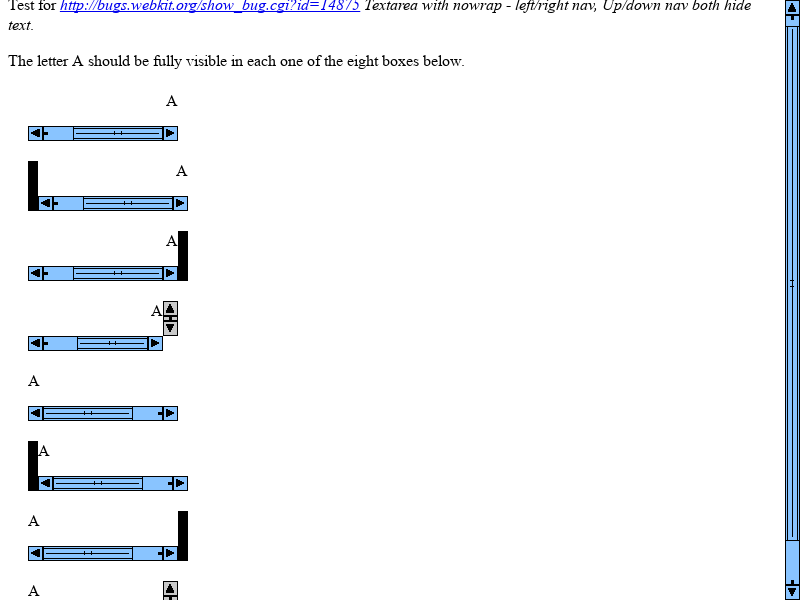 Test for http://bugs.webkit.org/show_bug.cgi?id=14875 Textarea with nowrap - left/right nav, Up/down nav both hide
text.
The letter A should be fully visible in each one of the eight boxes below.
A
A
A
A
A
A
A
A